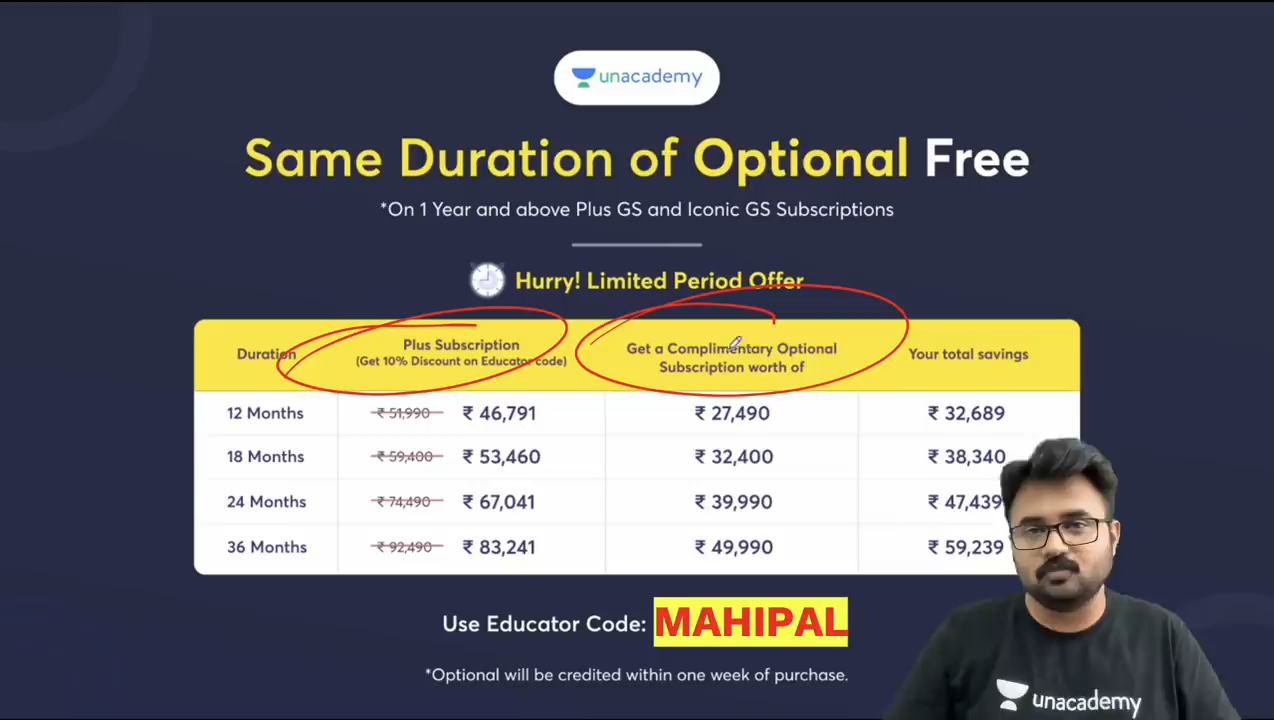 unacademy
Same Duration of Optional Free
*On 1 Year and above Plus GS and Iconic GS Subscriptions
Hurry! Limited Period Offer
Duration Plus Subscription (Get 10% Discount on Educator code) Get a Complimentary Optional Subscription worth of Your total savings
12 Months ₹ 51,990 ₹ 46,791 ₹ 27,490 ₹ 32,689
18 Months ₹ 59,400 ₹ 53,460 ₹ 32,400 ₹ 38,340
24 Months ₹ 74,490 ₹ 67,041 ₹ 39,990 ₹ 47,439
36 Months ₹ 92,490 ₹ 83,241 ₹ 49,990 ₹ 59,239
Use Educator Code: MAHIPAL
*Optional will be credited within one week of purchase.
unacademy